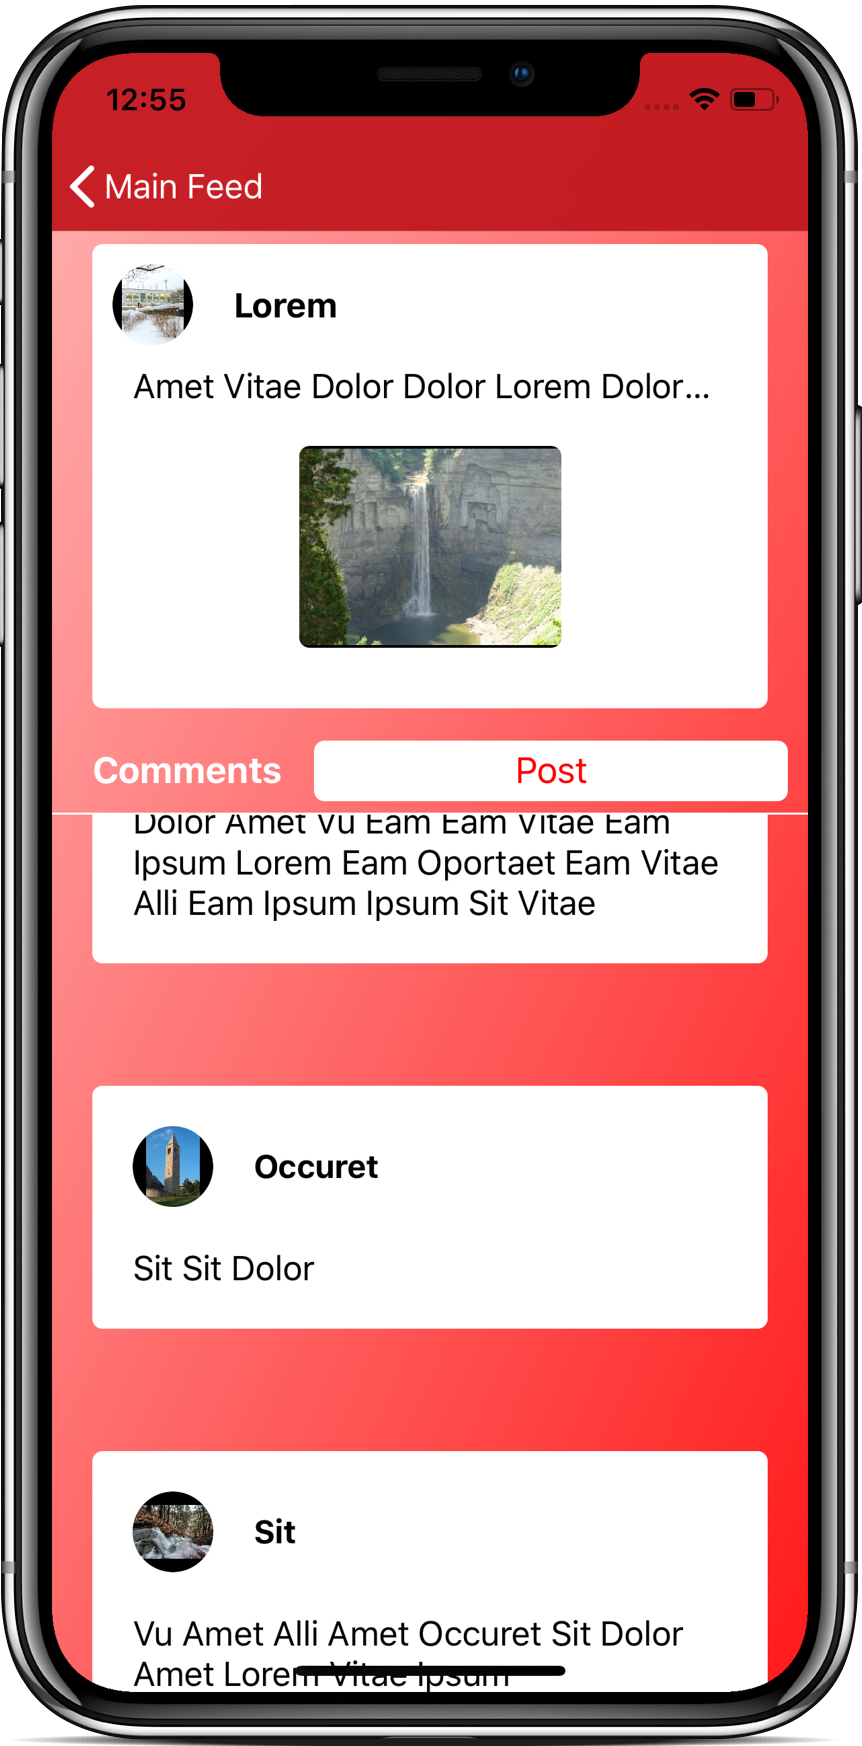 12:55
Main Feed
Lorem
Amet Vitae Dolor Dolor Lorem Dolor...
Comments
Post
Dolor Amet Vu Eam Eam Vitae Eam
Ipsum Lorem Eam Oportaet Eam Vitae
Alli Eam Ipsum Ipsum Sit Vitae
Occuret
Sit Sit Dolor
Sit
Vu Amet Alli Amet Occuret Sit Dolor
Amet Lorem Vitae Ipsum